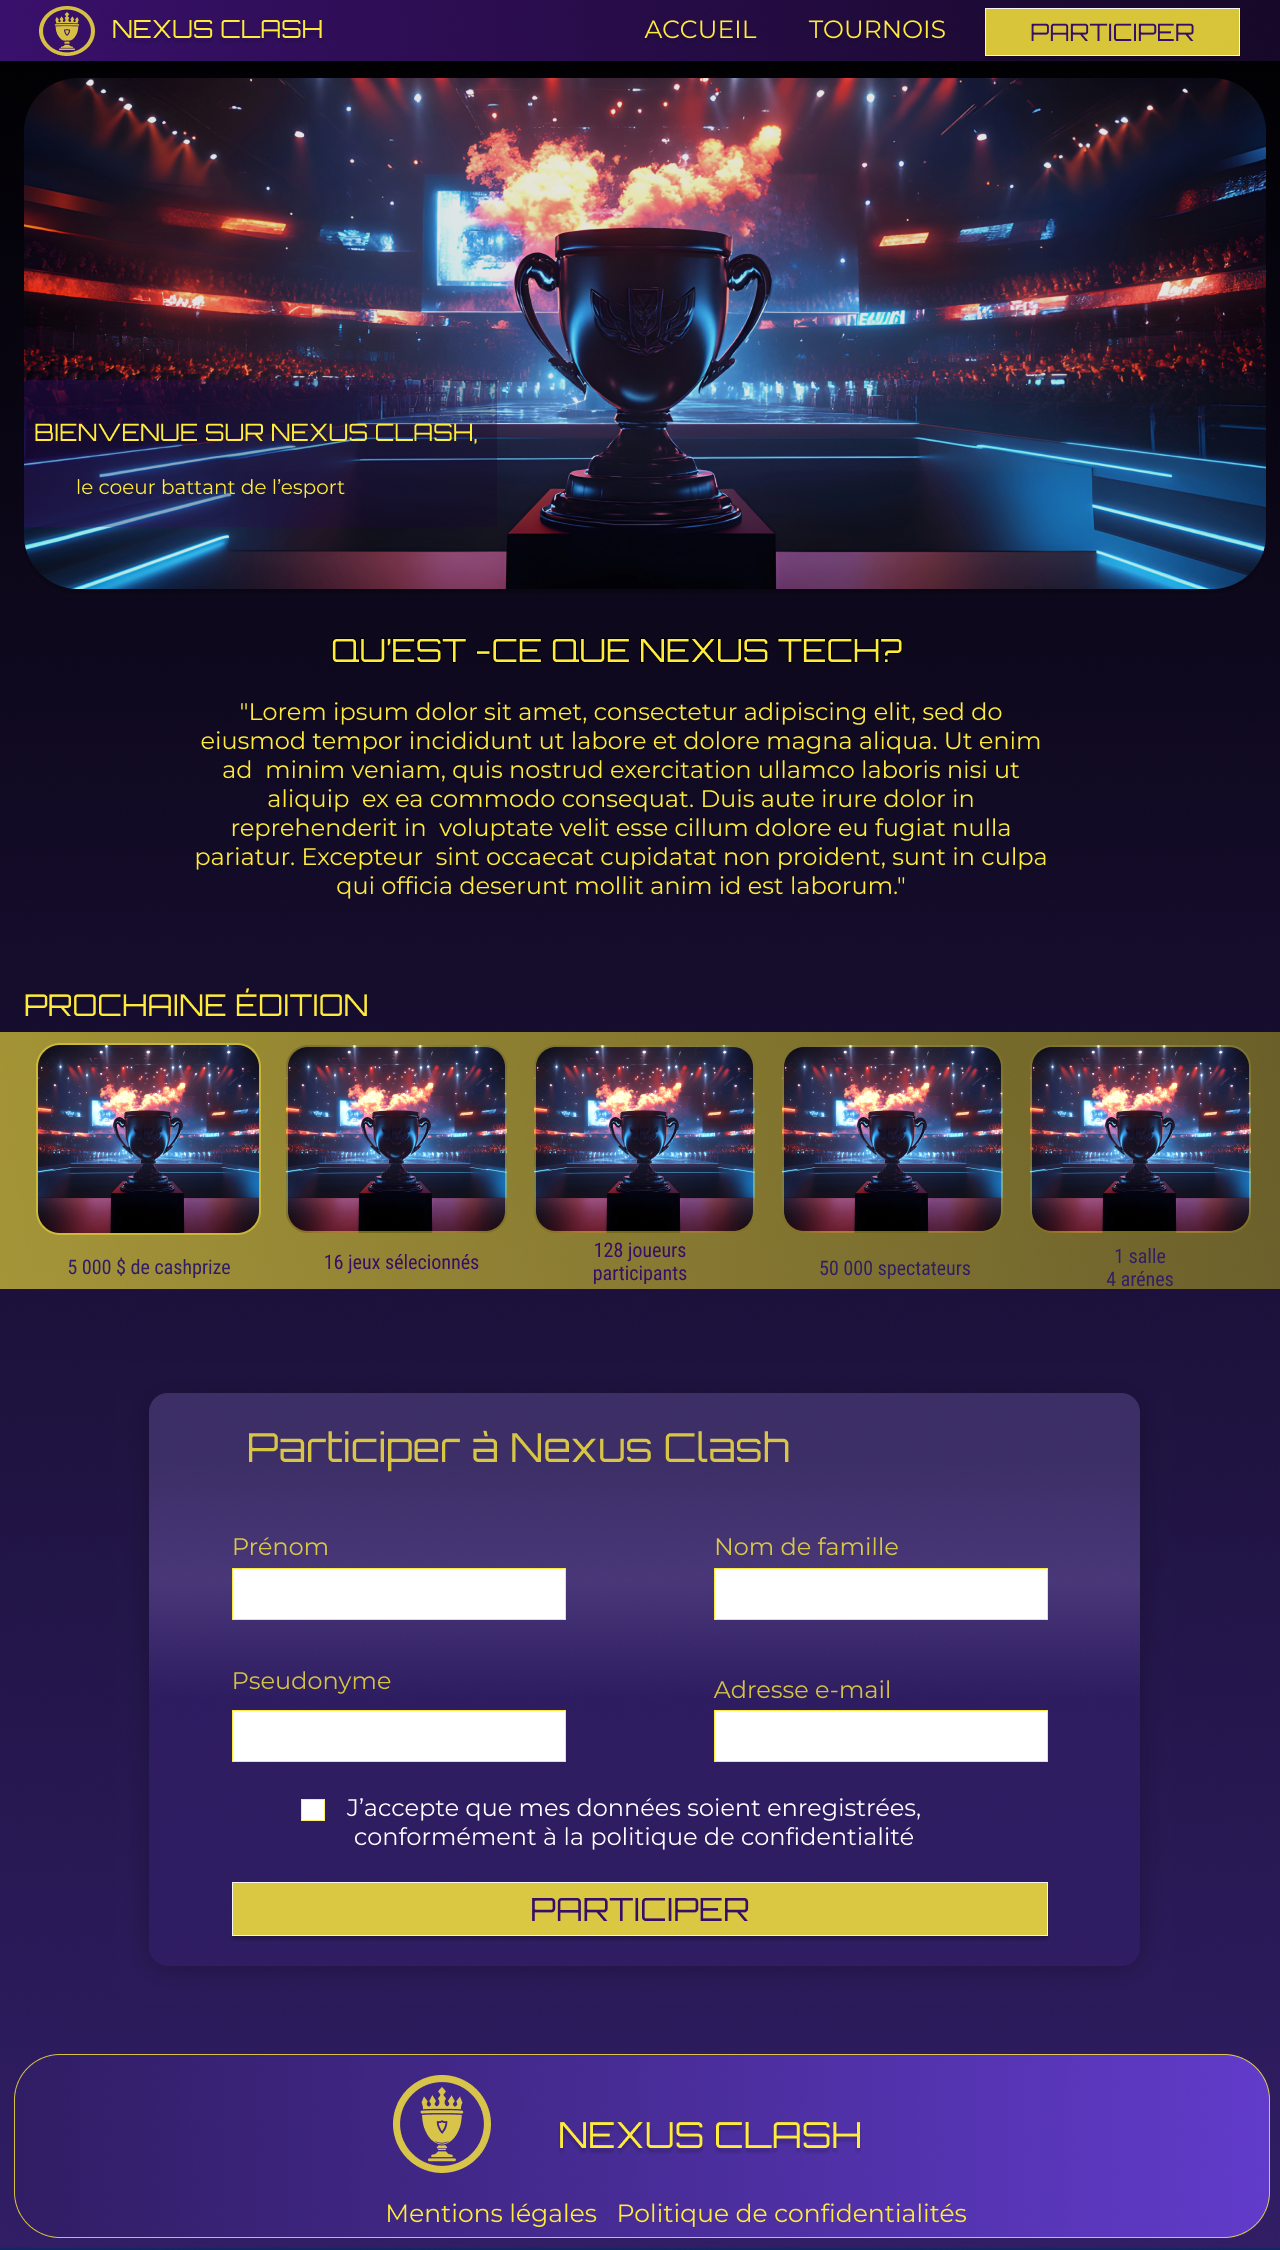 NEXUS CLASH
ACCUEIL
TOURNOIS
PARTICIPER
BIENVENUE SUR NEXUS CLASH,
le coeur battant de l’esport
QU’EST -CE QUE NEXUS TECH?
"Lorem ipsum dolor sit amet, consectetur adipiscing elit, sed do
eiusmod tempor incididunt ut labore et dolore magna aliqua. Ut enim
ad  minim veniam, quis nostrud exercitation ullamco laboris nisi ut
aliquip  ex ea commodo consequat. Duis aute irure dolor in
reprehenderit in  voluptate velit esse cillum dolore eu fugiat nulla
pariatur. Excepteur  sint occaecat cupidatat non proident, sunt in culpa
qui officia deserunt mollit anim id est laborum."
PROCHAINE ÉDITION
5 000 $ de cashprize
16 jeux sélecionnés
128 joueurs
participants
50 000 spectateurs
1 salle
4 arénes
Participer à Nexus Clash
Prénom
Nom de famille
Pseudonyme
Adresse e-mail
J’accepte que mes données soient enregistrées,
conformément à la politique de confidentialité
PARTICIPER
NEXUS CLASH
Mentions légales
Politique de confidentialités